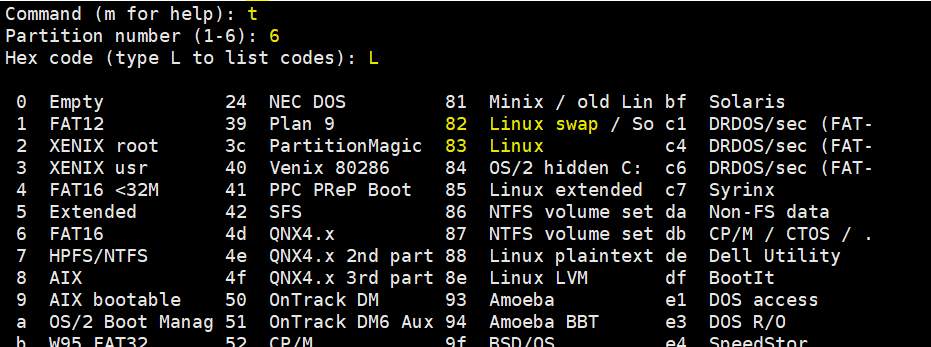 Command (m for help): t
Partition number (1-6): 6
Hex code (type L to list codes): L
0 Empty 24 NEC DOS 81 Minix / old Lin bf Solaris
1 FAT12 39 Plan 9 82 Linux swap / So c1 DRDOS/sec (FAT-
2 XENIX root 3c PartitionMagic 83 Linux c4 DRDOS/sec (FAT-
3 XENIX usr 40 Venix 80286 84 OS/2 hidden C: c6 DRDOS/sec (FAT-
4 FAT16 <32M 41 PPC PReP Boot 85 Linux extended c7 Syrinx
5 Extended 42 SFS 86 NTFS volume set da Non-FS data
6 FAT16 4d QNX4.x 87 NTFS volume set db CP/M / CTOS / .
7 HPFS/NTFS 4e QNX4.x 2nd part 88 Linux plaintext de Dell Utility
8 AIX 4f QNX4.x 3rd part 8e Linux LVM df BootIt
9 AIX bootable 50 OnTrack DM 93 Amoeba e1 DOS access
a OS/2 Boot Manag 51 OnTrack DM6 Aux 94 Amoeba BBT e3 DOS R/O
b W95 FAT32 52 CP/M 9f BSD/OS e4 SpeedStor